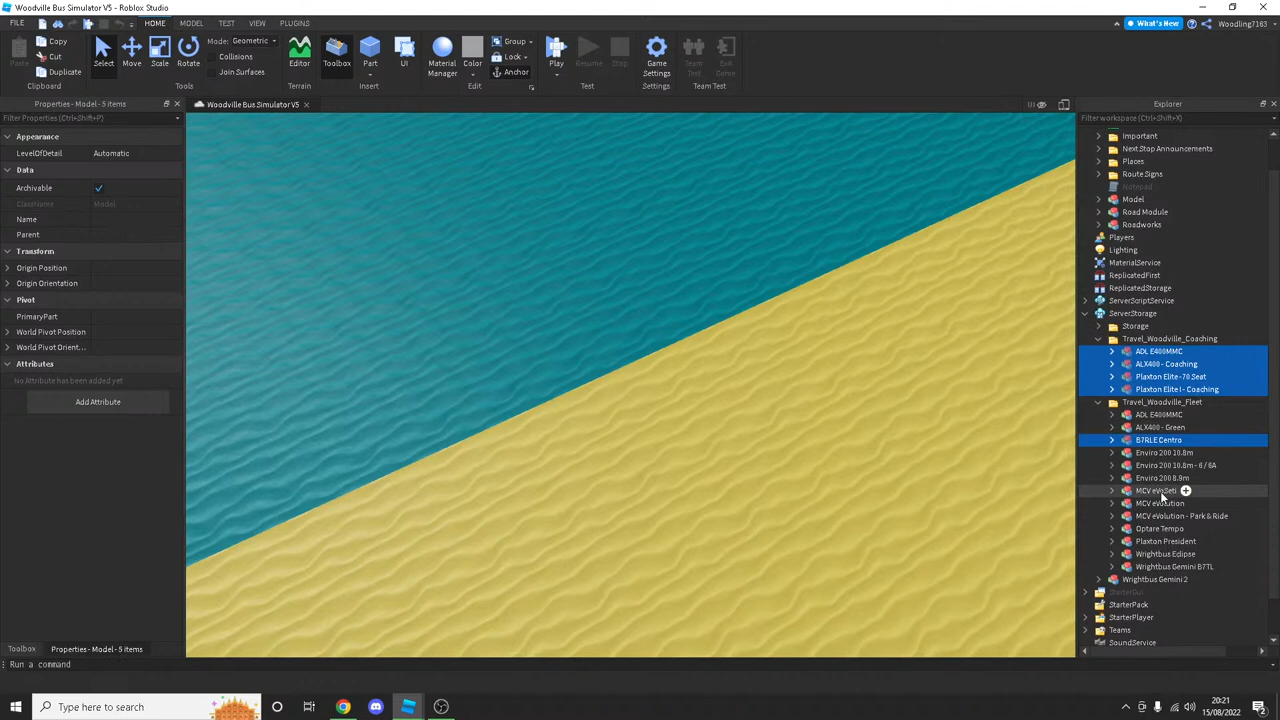 Woodville Bus Simulator V5 - Roblox Studio
FILE HOME MODEL TEST VIEW PLUGINS What's New Woodling7163
Paste Copy Cut Duplicate Clipboard
Select Move Scale Rotate Mode: Geometric Collisions Join Surfaces Tools
Editor Terrain
Toolbox Part UI Insert
Material Manager Color Group Lock Anchor Edit
Play Resume Stop Test
Game Settings Settings
Team Test Exit Game Team Test
Properties - Model - 5 items
Filter Properties (Ctrl+Shift+P)
Appearance
LevelOfDetail Automatic
Data
Archivable
ClassName Model
Name
Parent
Transform
Origin Position
Origin Orientation
Pivot
PrimaryPart
World Pivot Position
World Pivot Orient...
Attributes
No Attribute has been added yet
Add Attribute
Toolbox Properties - Model - 5 items
Woodville Bus Simulator V5
UI
Explorer
Filter workspace (Ctrl+Shift+X)
Important
Next Stop Announcements
Places
Route Signs
Notepad
Model
Road Module
Roadworks
Players
Lighting
MaterialService
ReplicatedFirst
ReplicatedStorage
ServerScriptService
ServerStorage
Storage
Travel_Woodville_Coaching
ADL E400MMC
ALX400 - Coaching
Plaxton Elite -70 Seat
Plaxton Elite I - Coaching
Travel_Woodville_Fleet
ADL E400MMC
ALX400 - Green
B7RLE Centro
Enviro 200 10.8m
Enviro 200 10.8m - 6 / 6A
Enviro 200 8.9m
MCV eVoSeti
MCV eVolution
MCV eVolution - Park & Ride
Optare Tempo
Plaxton President
Wrightbus Eclipse
Wrightbus Gemini B7TL
Wrightbus Gemini 2
StarterGui
StarterPack
StarterPlayer
Teams
SoundService
Run a command
Type here to search
20:21
15/08/2022
2